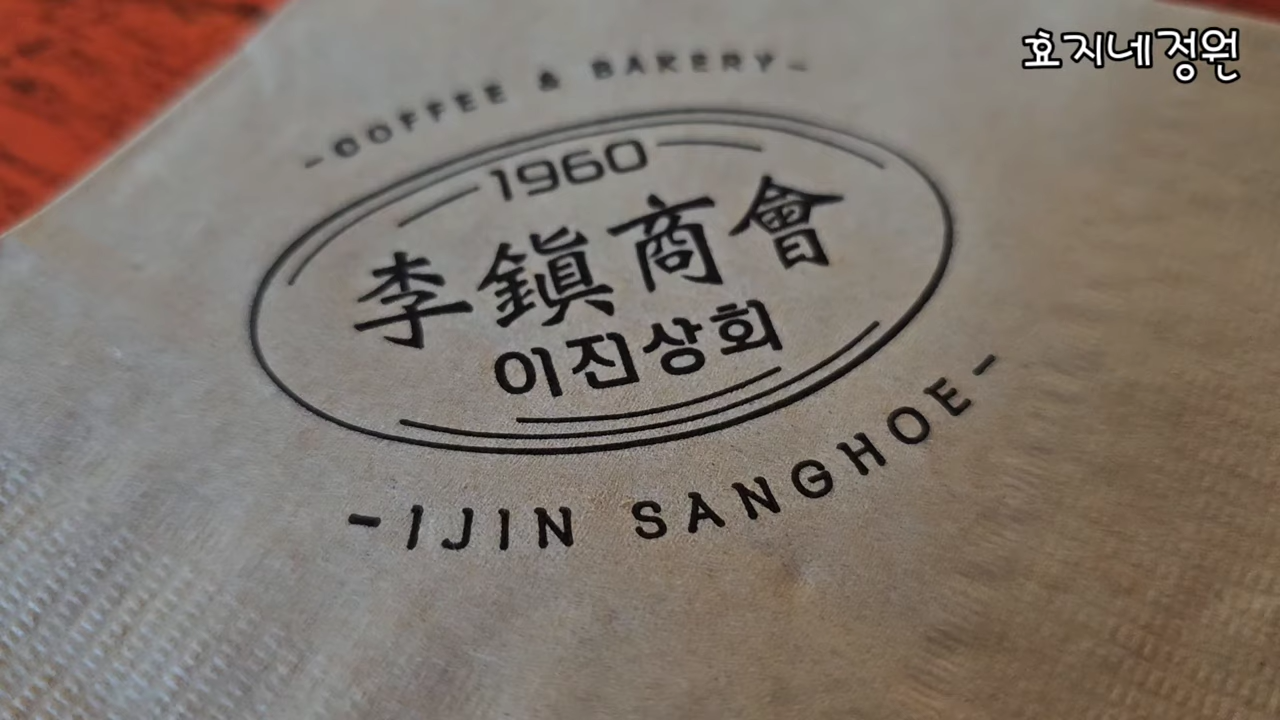 효지네정원
-COFFEE & BAKERY-
1960
李鎭商會
이진상회
-IJIN SANGHOE-